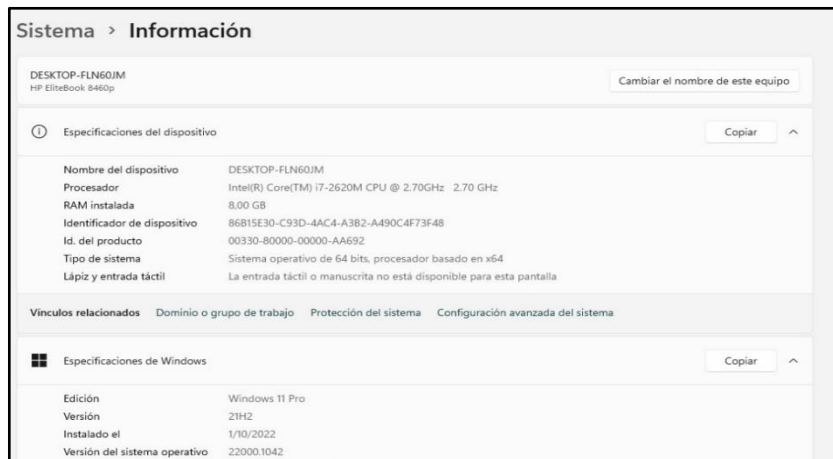 Sistema > Información
DESKTOP-FLN60JM
HP EliteBook 8460p
Cambiar el nombre de este equipo
Especificaciones del dispositivo
Copiar
Nombre del dispositivo DESKTOP-FLN60JM
Procesador Intel(R) Core(TM) i7-2620M CPU @ 2.70GHz 2.70 GHz
RAM instalada 8,00 GB
Identificador de dispositivo 86B15E30-C93D-4AC4-A3B2-A490C4F73F48
Id. del producto 00330-80000-00000-AA692
Tipo de sistema Sistema operativo de 64 bits, procesador basado en x64
Lápiz y entrada táctil La entrada táctil o manuscrita no está disponible para esta pantalla
Vínculos relacionados Dominio o grupo de trabajo Protección del sistema Configuración avanzada del sistema
Especificaciones de Windows
Copiar
Edición Windows 11 Pro
Versión 21H2
Instalado el 1/10/2022
Versión del sistema operativo 22000.1042